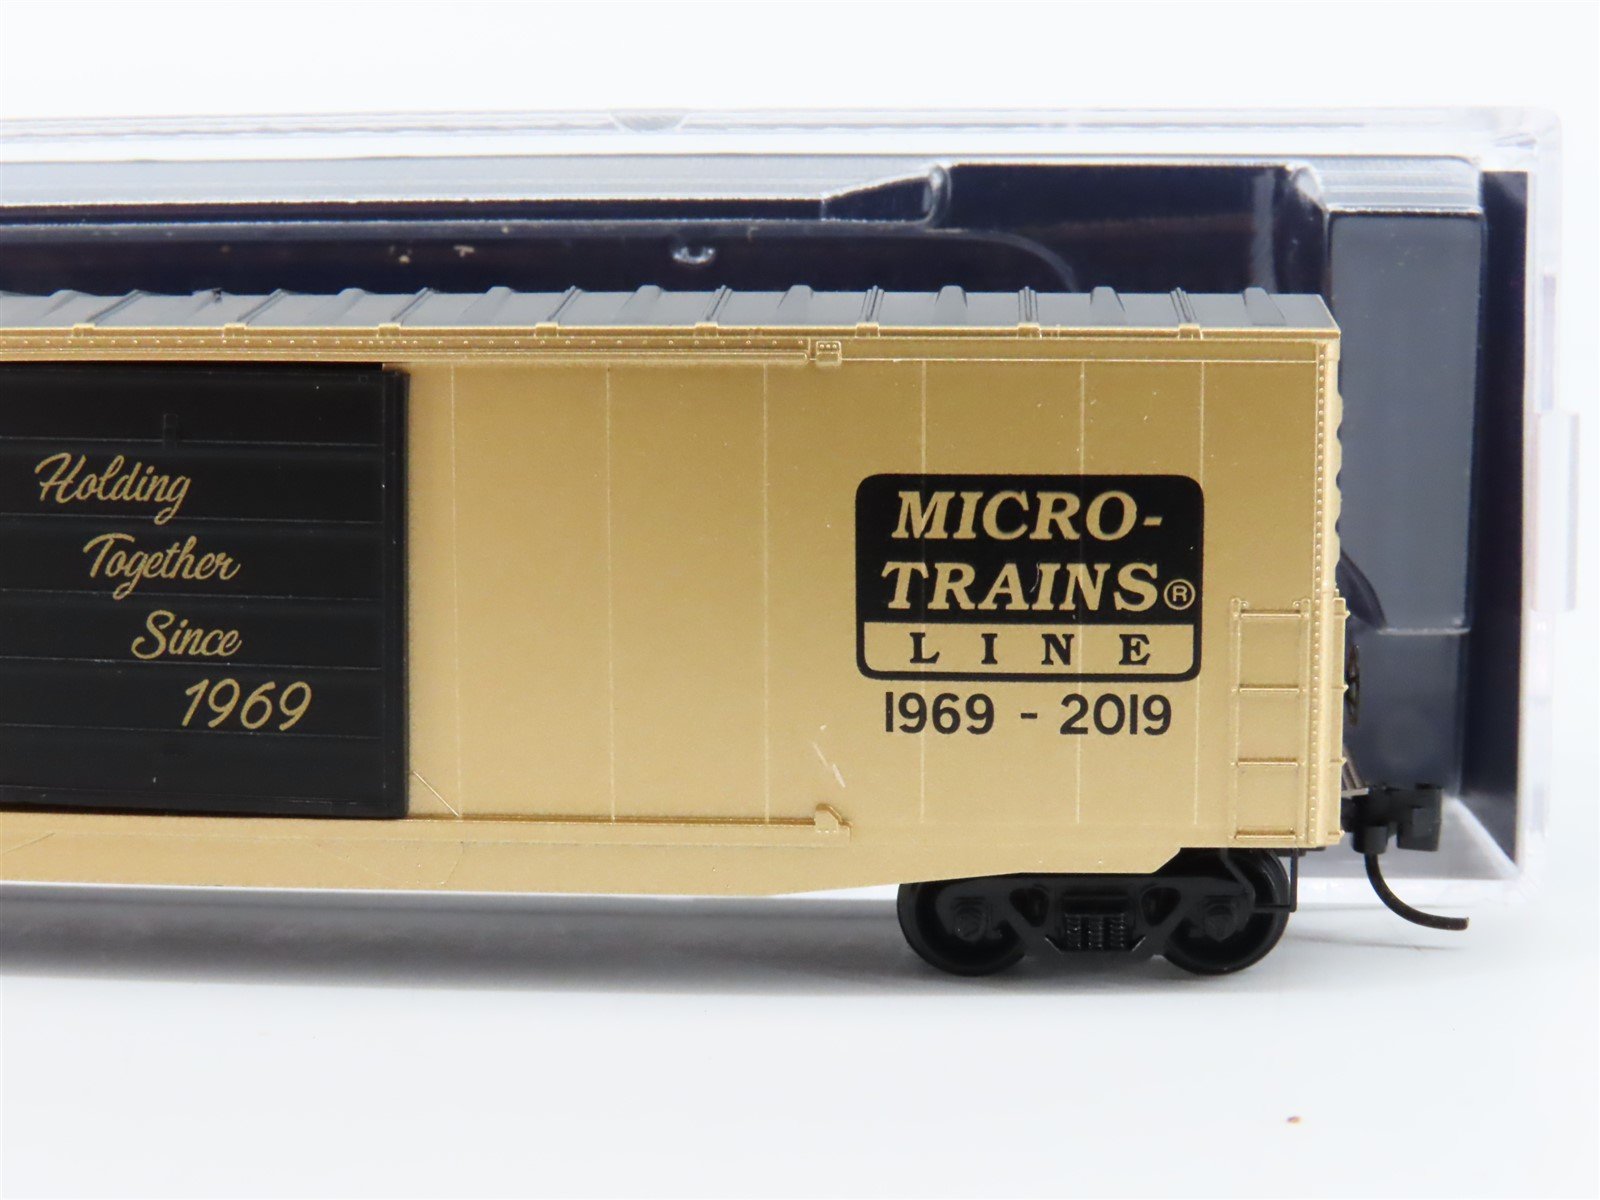 Holding
Together
Since
1969
MICRO-
TRAINS®
LINE
1969 - 2019